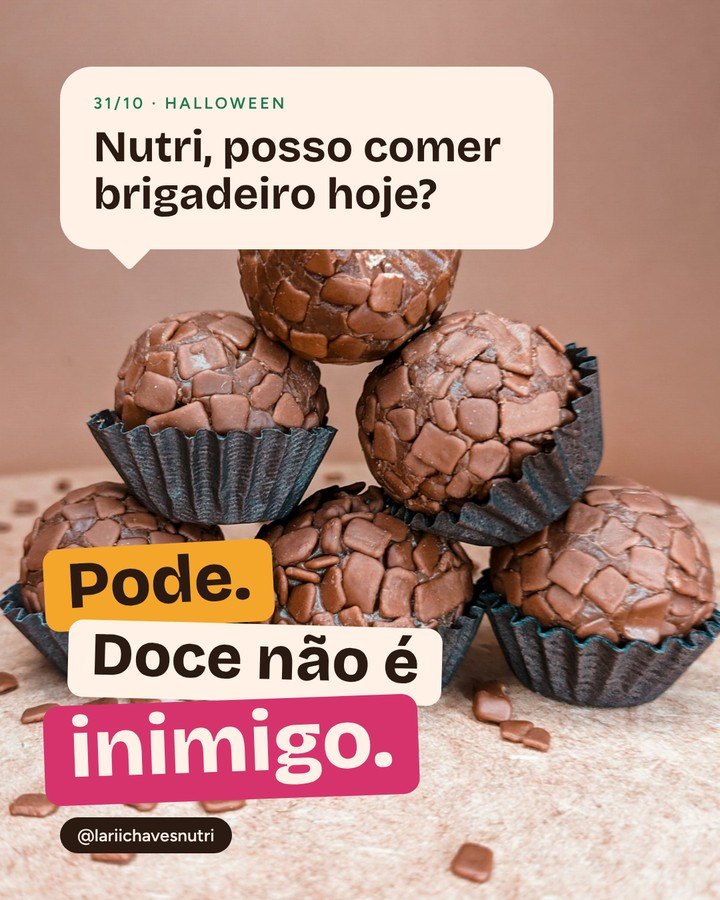 31/10 · HALLOWEEN
Nutri, posso comer
brigadeiro hoje?
Pode.
Doce não é
inimigo.
@lariichavesnutri